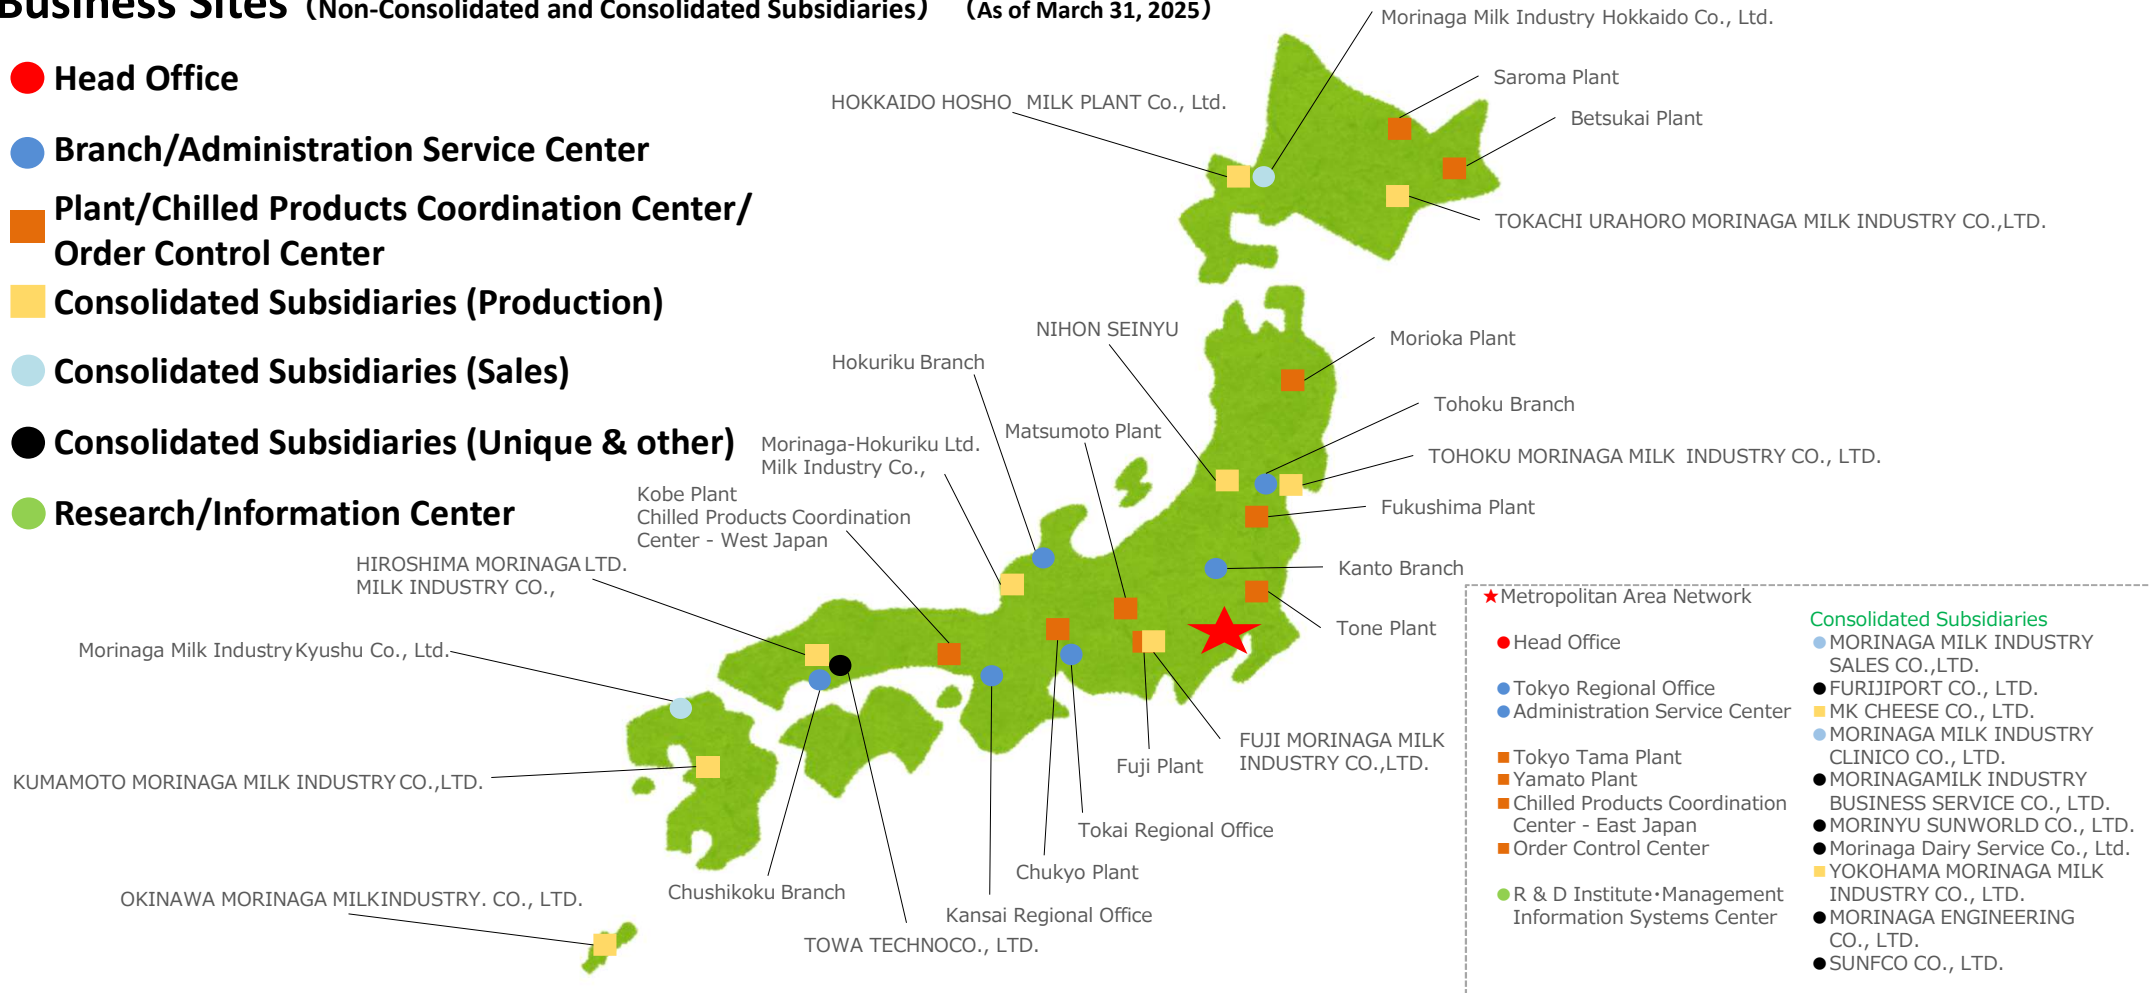 Business Sites (Non-Consolidated and Consolidated Subsidiaries) (As of March 31, 2025)
Head Office
Branch/Administration Service Center
Plant/Chilled Products Coordination Center/
Order Control Center
Consolidated Subsidiaries (Production)
Consolidated Subsidiaries (Sales)
Consolidated Subsidiaries (Unique & other)
Research/Information Center
Morinaga Milk Industry Hokkaido Co., Ltd.
Saroma Plant
HOKKAIDO HOSHO MILK PLANT Co., Ltd.
Betsukai Plant
TOKACHI URAHORO MORINAGA MILK INDUSTRY CO.,LTD.
NIHON SEINYU
Morioka Plant
Hokuriku Branch
Tohoku Branch
Matsumoto Plant
Morinaga-Hokuriku Ltd.
Milk Industry Co.,
TOHOKU MORINAGA MILK INDUSTRY CO., LTD.
Kobe Plant
Chilled Products Coordination
Center - West Japan
Fukushima Plant
HIROSHIMA MORINAGA LTD.
MILK INDUSTRY CO.,
Kanto Branch
Tone Plant
Morinaga Milk Industry Kyushu Co., Ltd.
FUJI MORINAGA MILK
INDUSTRY CO.,LTD.
Fuji Plant
KUMAMOTO MORINAGA MILK INDUSTRY CO.,LTD.
Tokai Regional Office
Chukyo Plant
Chushikoku Branch
OKINAWA MORINAGA MILKINDUSTRY. CO., LTD.
Kansai Regional Office
TOWA TECHNOCO., LTD.
★Metropolitan Area Network
Head Office
Tokyo Regional Office
Administration Service Center
Tokyo Tama Plant
Yamato Plant
Chilled Products Coordination
Center - East Japan
Order Control Center
R & D Institute・Management
Information Systems Center
Consolidated Subsidiaries
MORINAGA MILK INDUSTRY
SALES CO.,LTD.
FURIJIPORT CO., LTD.
MK CHEESE CO., LTD.
MORINAGA MILK INDUSTRY
CLINICO CO., LTD.
MORINAGAMILK INDUSTRY
BUSINESS SERVICE CO., LTD.
MORINYU SUNWORLD CO., LTD.
Morinaga Dairy Service Co., Ltd.
YOKOHAMA MORINAGA MILK
INDUSTRY CO., LTD.
MORINAGA ENGINEERING
CO., LTD.
SUNFCO CO., LTD.